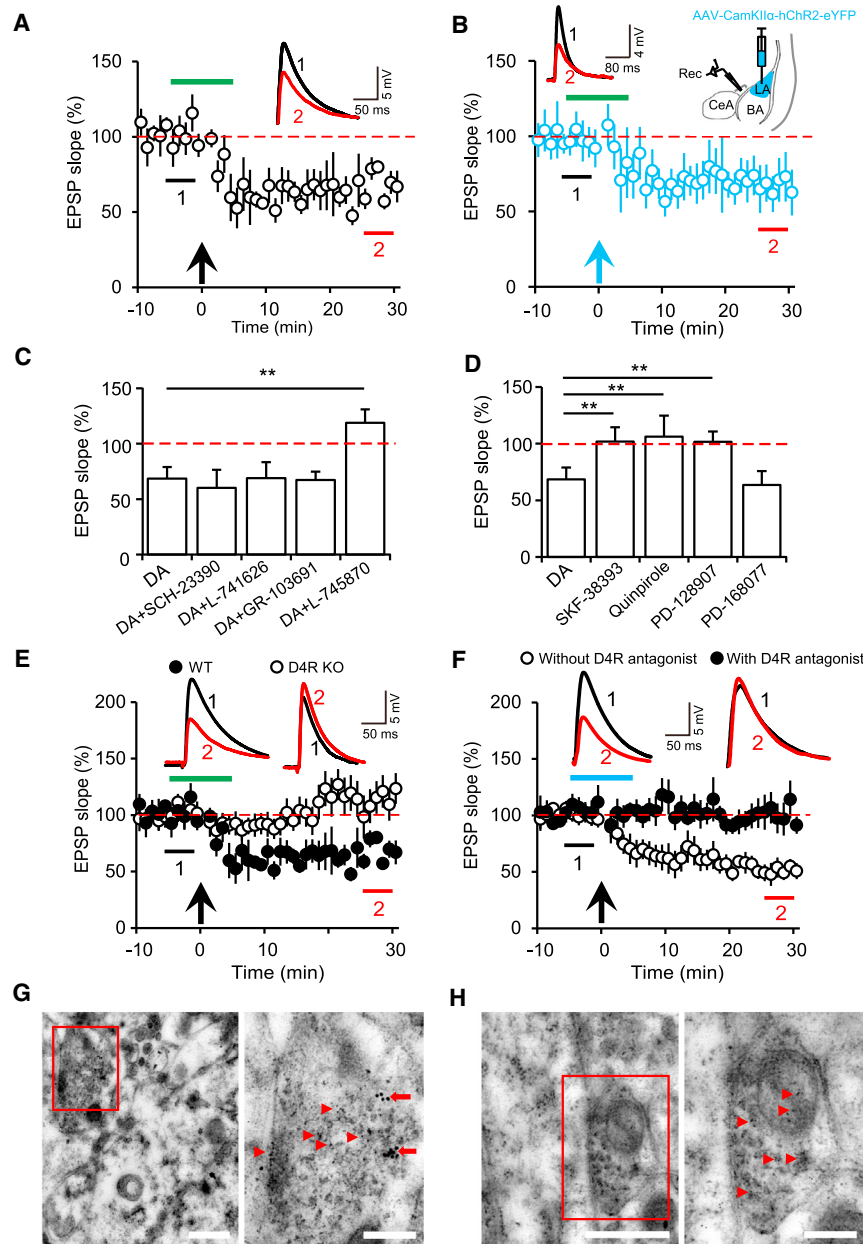 A
EPSP slope (%)
150
100
50
0
1
2
5 mV
50 ms
1
2
-10
0
10
20
30
Time (min)
B
AAV-CamKIIα-hChR2-eYFP
EPSP slope (%)
150
100
50
0
1
2
4 mV
80 ms
Rec
CeA
LA
BA
1
2
-10
0
10
20
30
Time (min)
C
EPSP slope (%)
150
100
50
0
**
DA
DA+SCH-23390
DA+L-741626
DA+GR-103691
DA+L-745870
D
EPSP slope (%)
150
100
50
0
**
**
**
DA
SKF-38393
Quinpirole
PD-128907
PD-168077
E
WT
D4R KO
EPSP slope (%)
200
150
100
50
0
1
2
2
1
5 mV
50 ms
1
2
-10
0
10
30
Time (min)
F
Without D4R antagonist
With D4R antagonist
EPSP slope (%)
200
150
100
50
0
1
2
5 mV
50 ms
1
2
1
2
-10
0
10
20
30
Time (min)
G
H